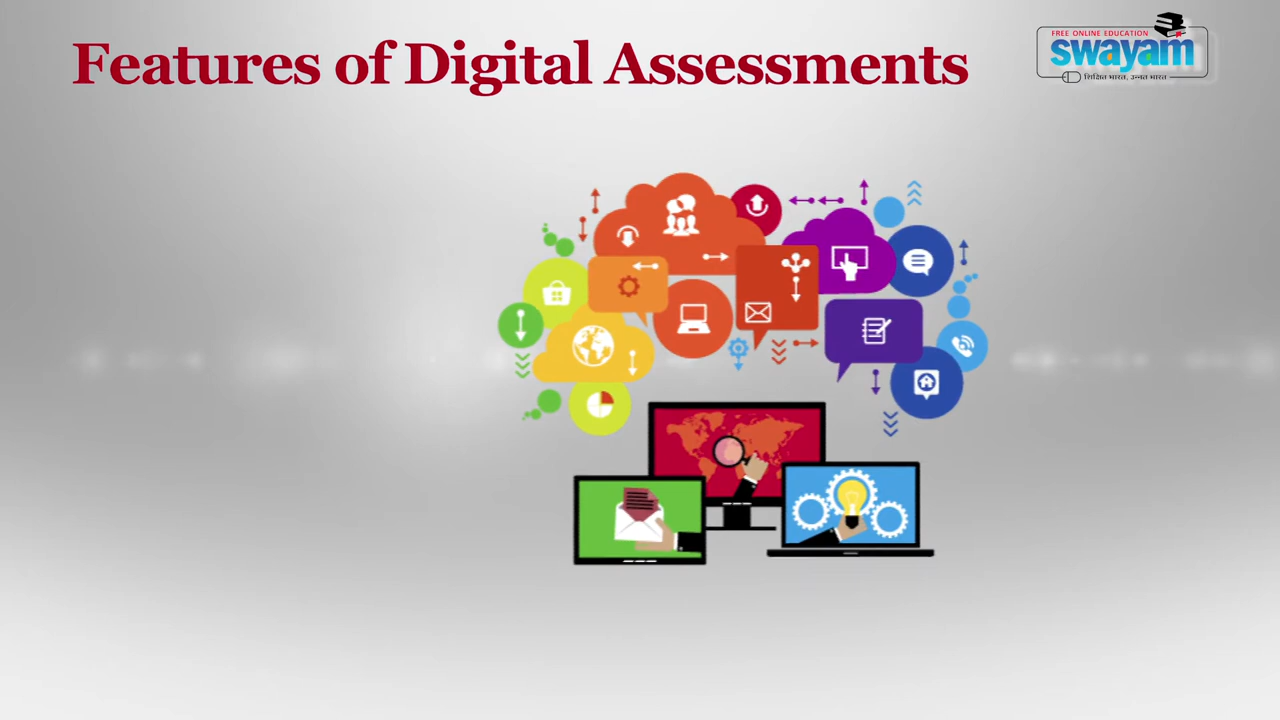 Features of Digital Assessments
FREE ONLINE EDUCATION
swayam
शिक्षित भारत, उन्नत भारत